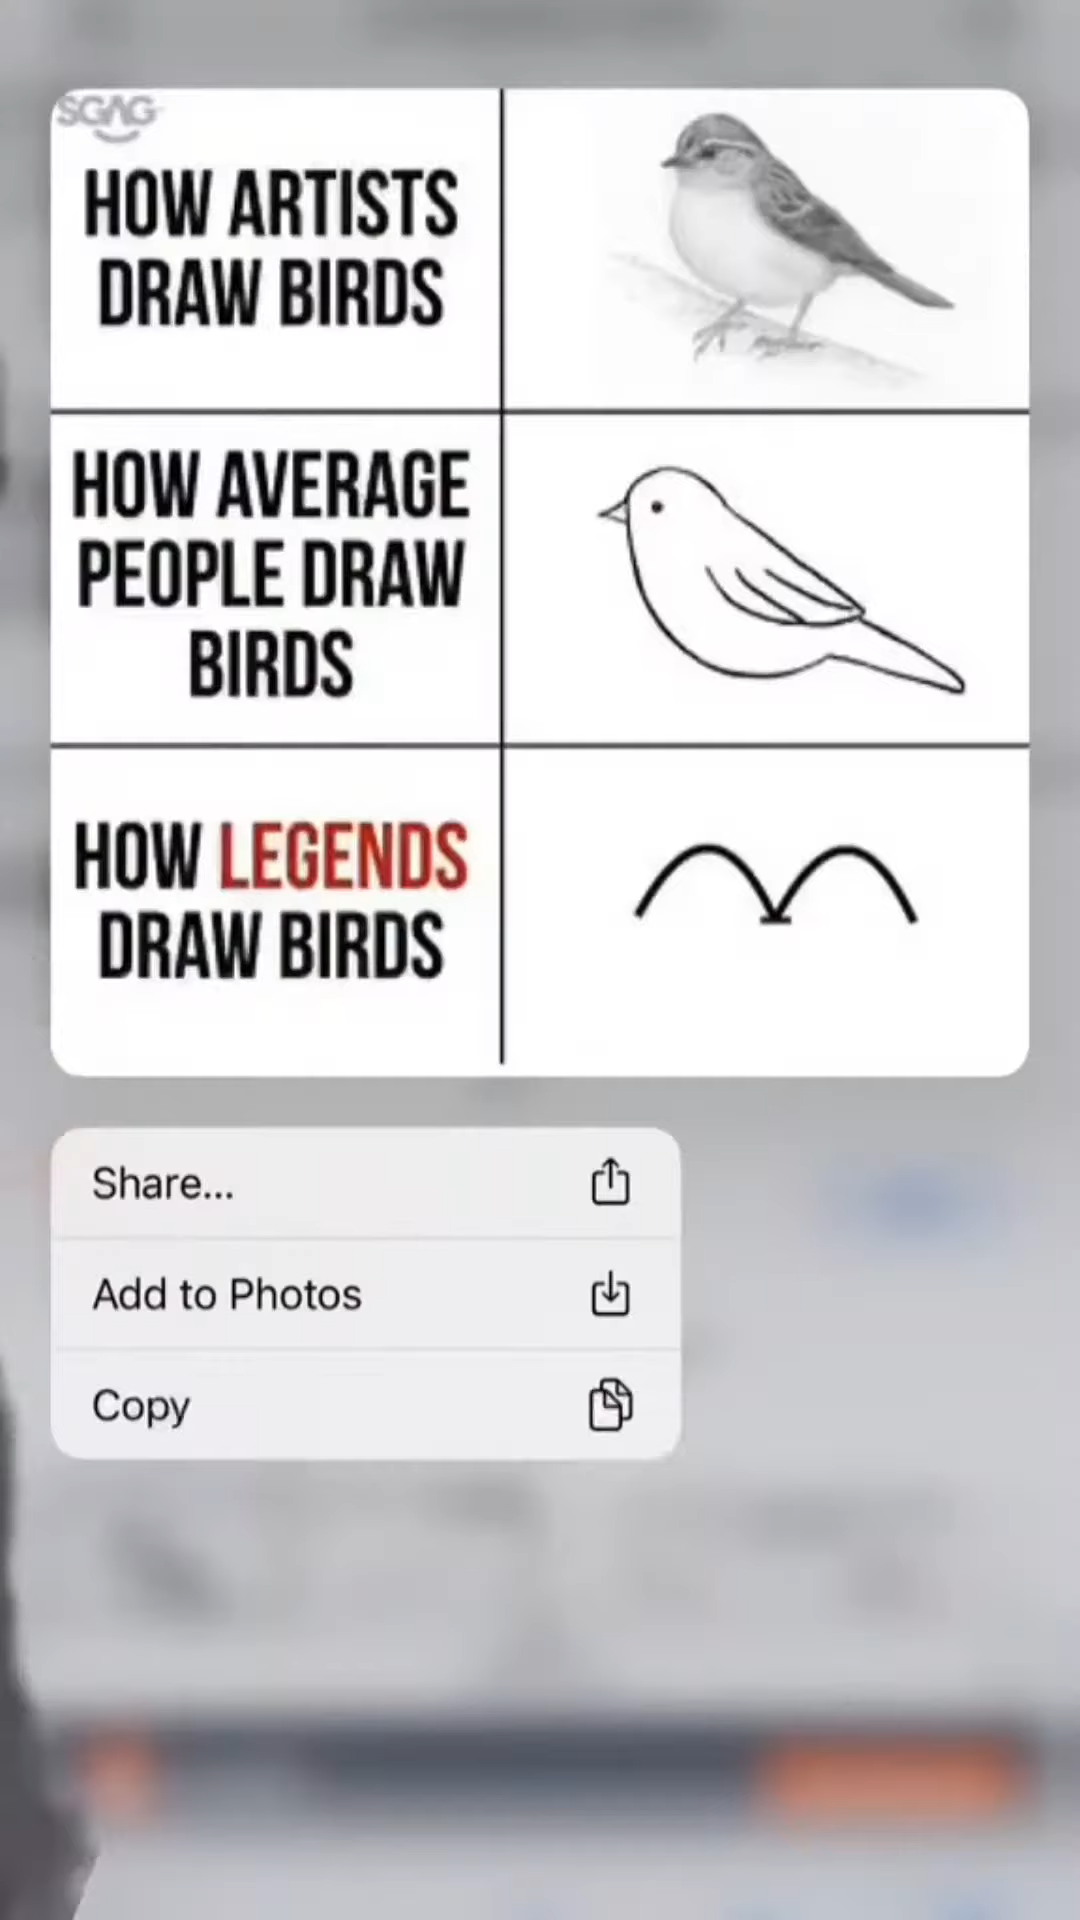 SGAG
HOW ARTISTS
DRAW BIRDS
HOW AVERAGE
PEOPLE DRAW
BIRDS
HOW LEGENDS
DRAW BIRDS
Share...
Add to Photos
Copy